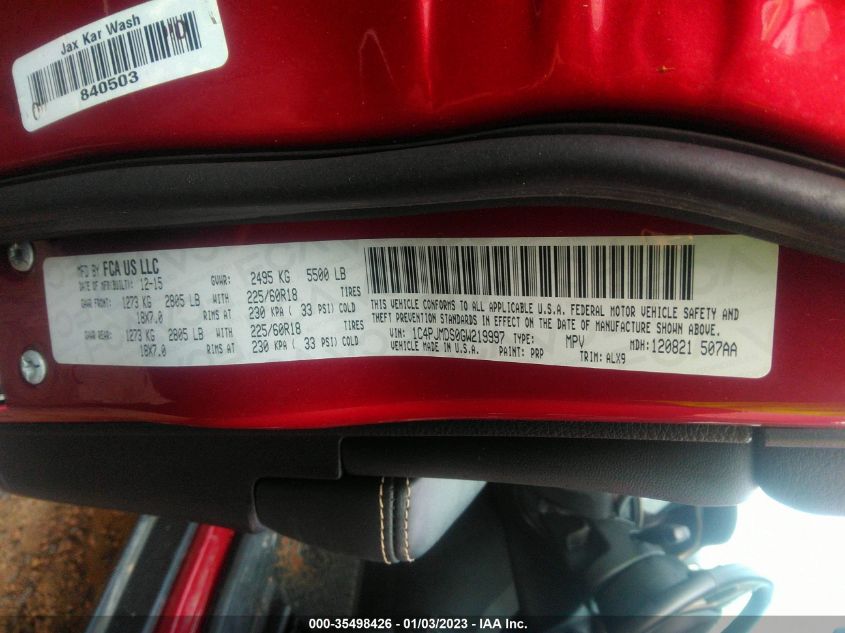 Jax Kar Wash
840503
MFD BY FCA US LLC
DATE OF MFR(BUILT): 12-15 GVWR: 2495 KG 5500 LB
GAWR FRONT: 1273 KG 2805 LB WITH 225/60R18 TIRES
18X7.0 RIMS AT 230 KPA ( 33 PSI) COLD
GAWR REAR: 1273 KG 2805 LB WITH 225/60R18 TIRES
18X7.0 RIMS AT 230 KPA ( 33 PSI) COLD
THIS VEHICLE CONFORMS TO ALL APPLICABLE U.S.A. FEDERAL MOTOR VEHICLE SAFETY AND
THEFT PREVENTION STANDARDS IN EFFECT ON THE DATE OF MANUFACTURE SHOWN ABOVE.
VIN: 1C4PJMDS0GW219997 TYPE: MPV MDH: 120821 507AA
VEHICLE MADE IN U.S.A. PAINT: PRP TRIM: ALX9
000-35498426 - 01/03/2023 - IAA Inc.